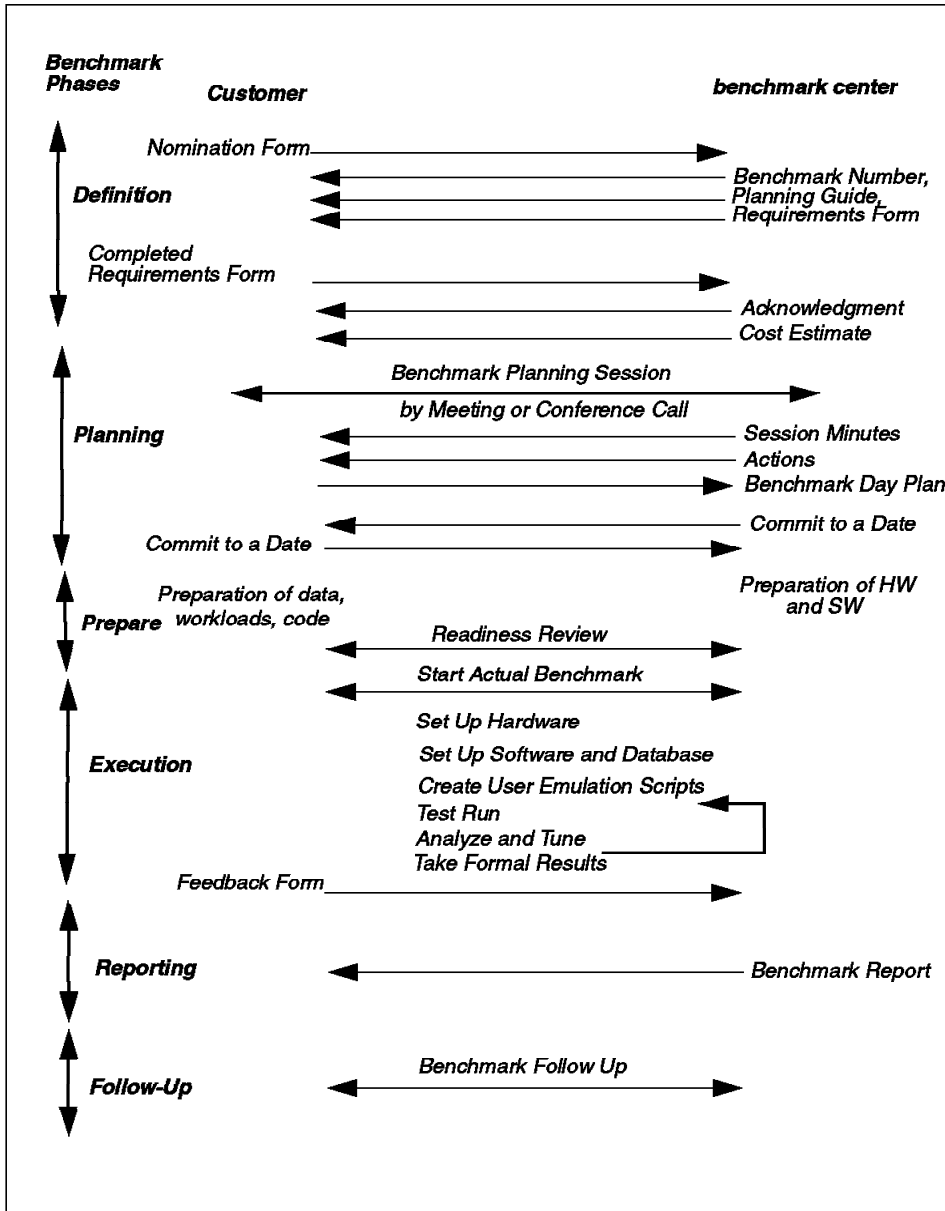 Benchmark
Phases
Customer
benchmark center
Nomination Form
Benchmark Number,
Definition
Planning Guide,
Requirements Form
Completed
Requirements Form
Acknowledgment
Cost Estimate
Benchmark Planning Session
by Meeting or Conference Call
Planning
Session Minutes
Actions
Benchmark Day Plan
Commit to a Date
Commit to a Date
Preparation of data,
workloads, code
Preparation of HW
and SW
Prepare
Readiness Review
Start Actual Benchmark
Set Up Hardware
Set Up Software and Database
Execution
Create User Emulation Scripts
Test Run
Analyze and Tune
Take Formal Results
Feedback Form
Reporting
Benchmark Report
Benchmark Follow Up
Follow-Up